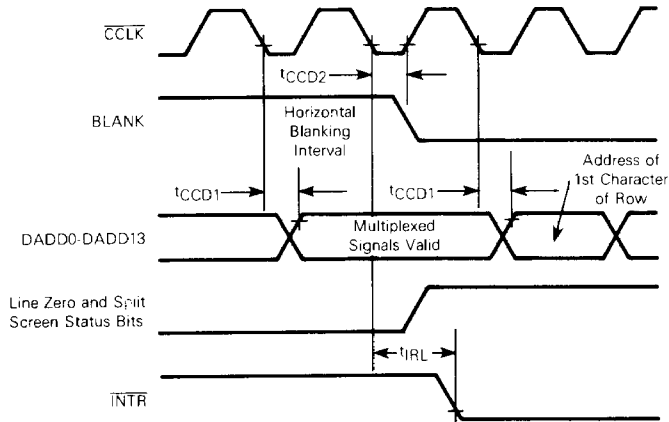 CCLK
tCCD2
BLANK
Horizontal
Blanking
Interval
Address of
1st Character
of Row
tCCD1
tCCD1
DADD0-DADD13
Multiplexed
Signals Valid
Line Zero and Split
Screen Status Bits
tIRL
INTR